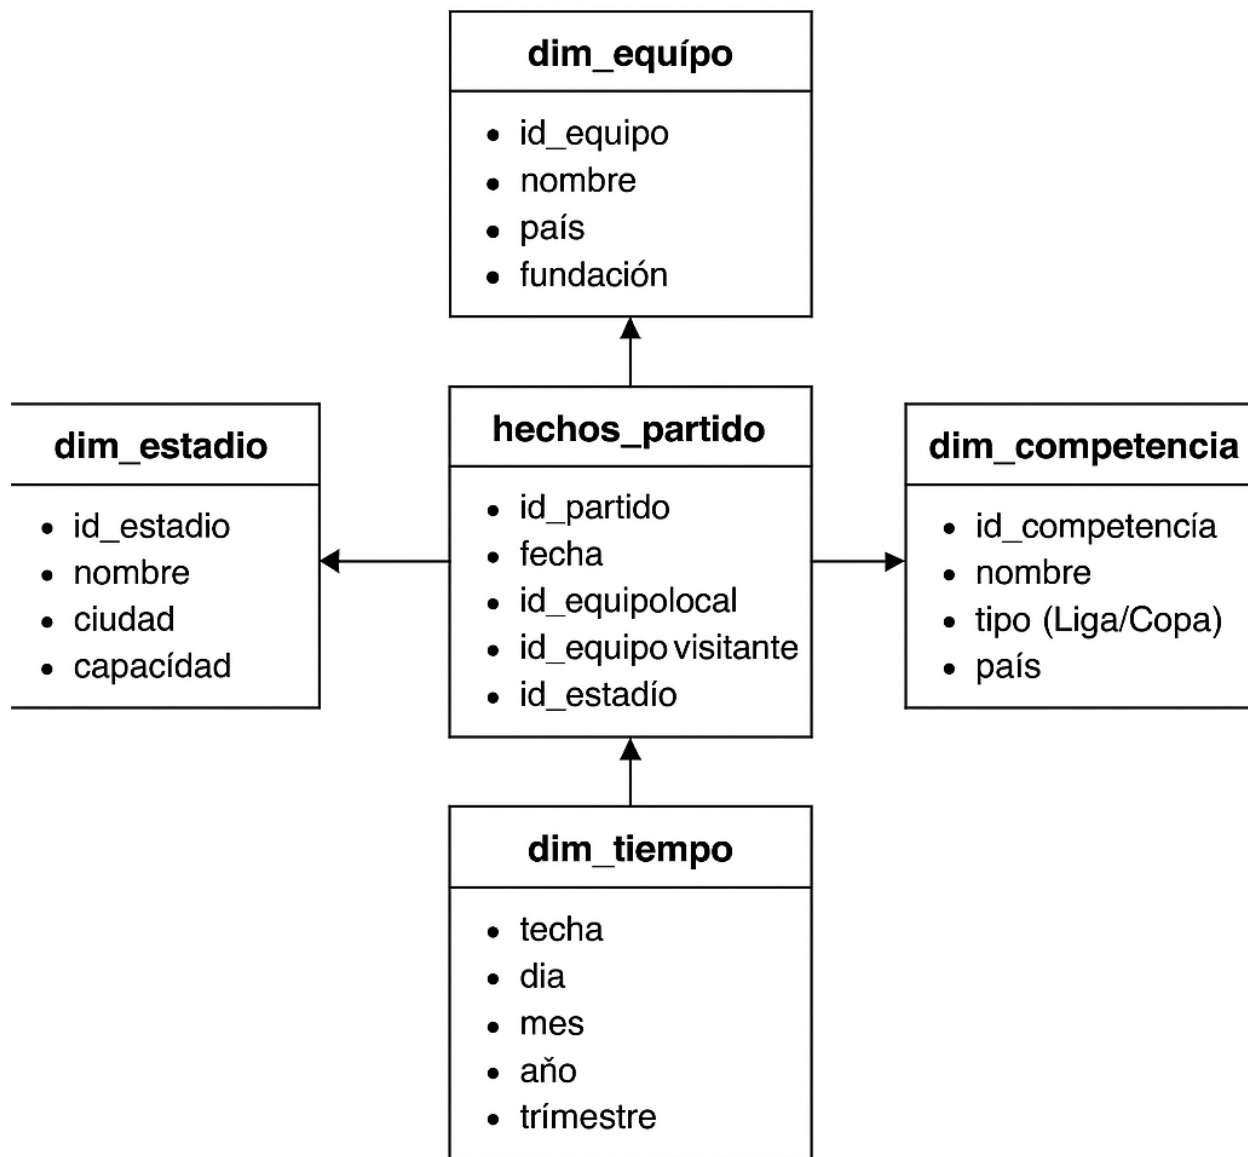 dim_equípo
• id_equipo
• nombre
• país
• fundación
dim_estadio
• id_estadio
• nombre
• ciudad
• capacídad
hechos_partido
• id_partido
• fecha
• id_equipolocal
• id_equipo visitante
• id_estadío
dim_competencia
• id_competencía
• nombre
• tipo (Liga/Copa)
• país
dim_tiempo
• techa
• dia
• mes
• aňo
• trímestre